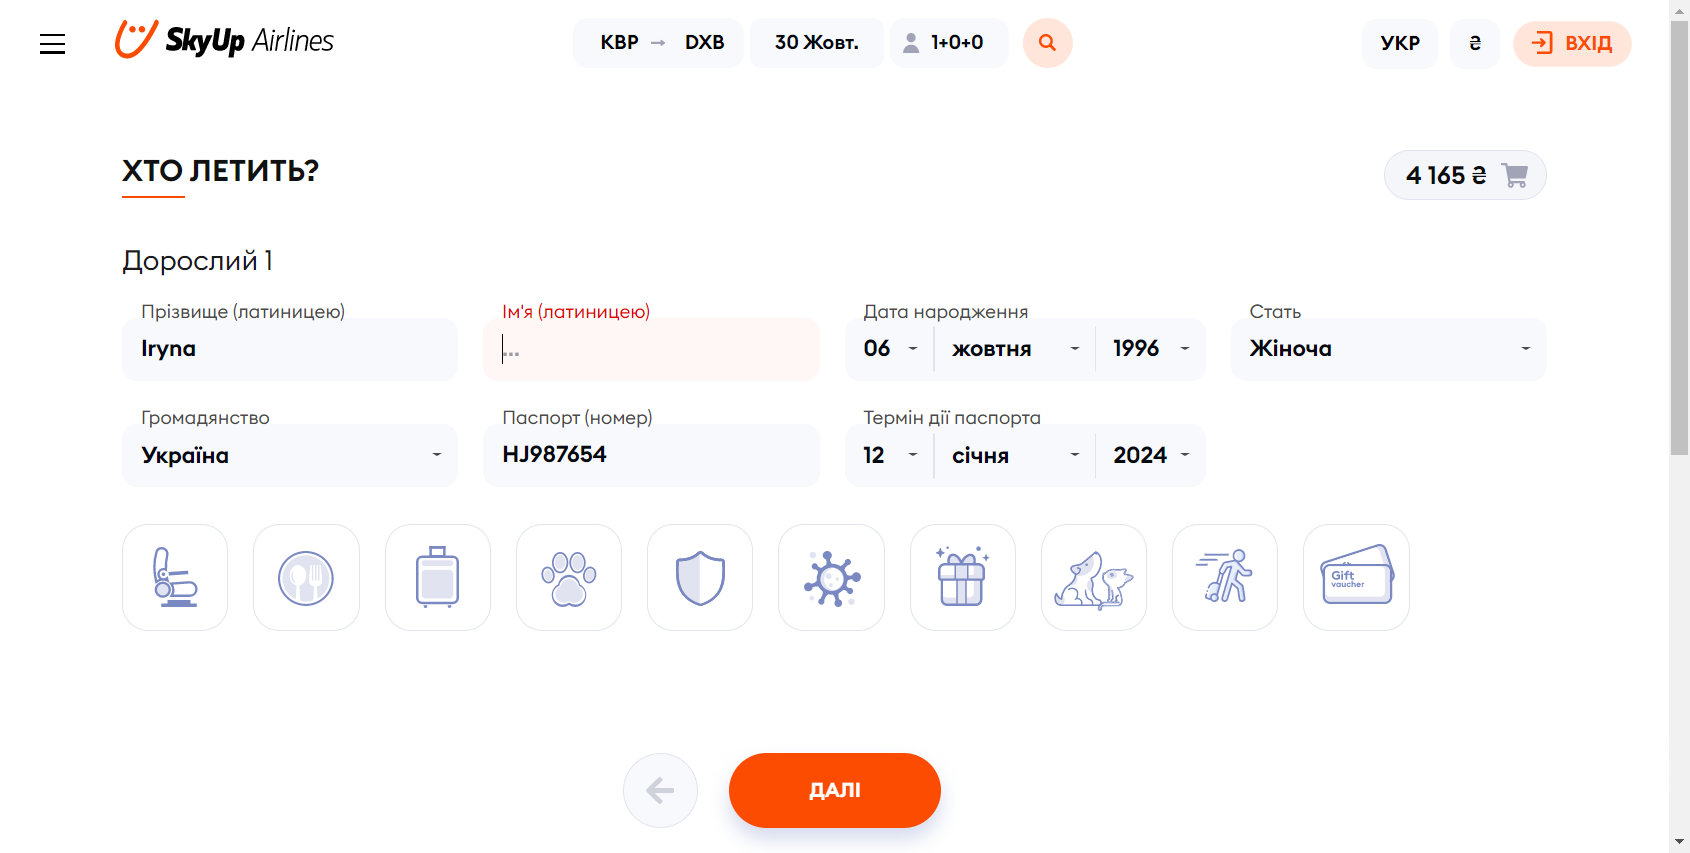 SkyUp Airlines
KBP → DXB
30 Жовт.
1+0+0
УКР
₴
ВХІД
ХТО ЛЕТИТЬ?
4 165 ₴
Дорослий 1
Прізвище (латиницею)
Iryna
Ім'я (латиницею)
...
Дата народження
06 жовтня 1996
Стать
Жіноча
Громадянство
Україна
Паспорт (номер)
HJ987654
Термін дії паспорта
12 січня 2024
Gift
voucher
ДАЛІ